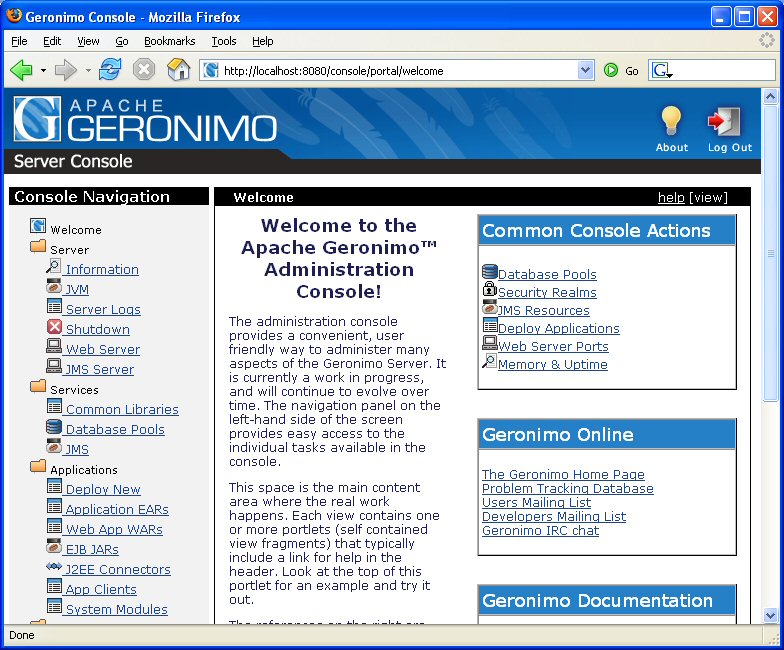 Geronimo Console - Mozilla Firefox
File Edit View Go Bookmarks Tools Help
http://localhost:8080/console/portal/welcome Go G
APACHE
GERONIMO
Server Console
About Log Out
Console Navigation
Welcome
Server
Information
JVM
Server Logs
Shutdown
Web Server
JMS Server
Services
Common Libraries
Database Pools
JMS
Applications
Deploy New
Application EARs
Web App WARs
EJB JARs
J2EE Connectors
App Clients
System Modules
Welcome help [view]
Welcome to the
Apache Geronimo™
Administration
Console!
The administration console
provides a convenient, user
friendly way to administer many
aspects of the Geronimo Server. It
is currently a work in progress,
and will continue to evolve over
time. The navigation panel on the
left-hand side of the screen
provides easy access to the
individual tasks available in the
console.
This space is the main content
area where the real work
happens. Each view contains one
or more portlets (self contained
view fragments) that typically
include a link for help in the
header. Look at the top of this
portlet for an example and try it
out.
The references on the right are
Common Console Actions
Database Pools
Security Realms
JMS Resources
Deploy Applications
Web Server Ports
Memory & Uptime
Geronimo Online
The Geronimo Home Page
Problem Tracking Database
Users Mailing List
Developers Mailing List
Geronimo IRC chat
Geronimo Documentation
Done